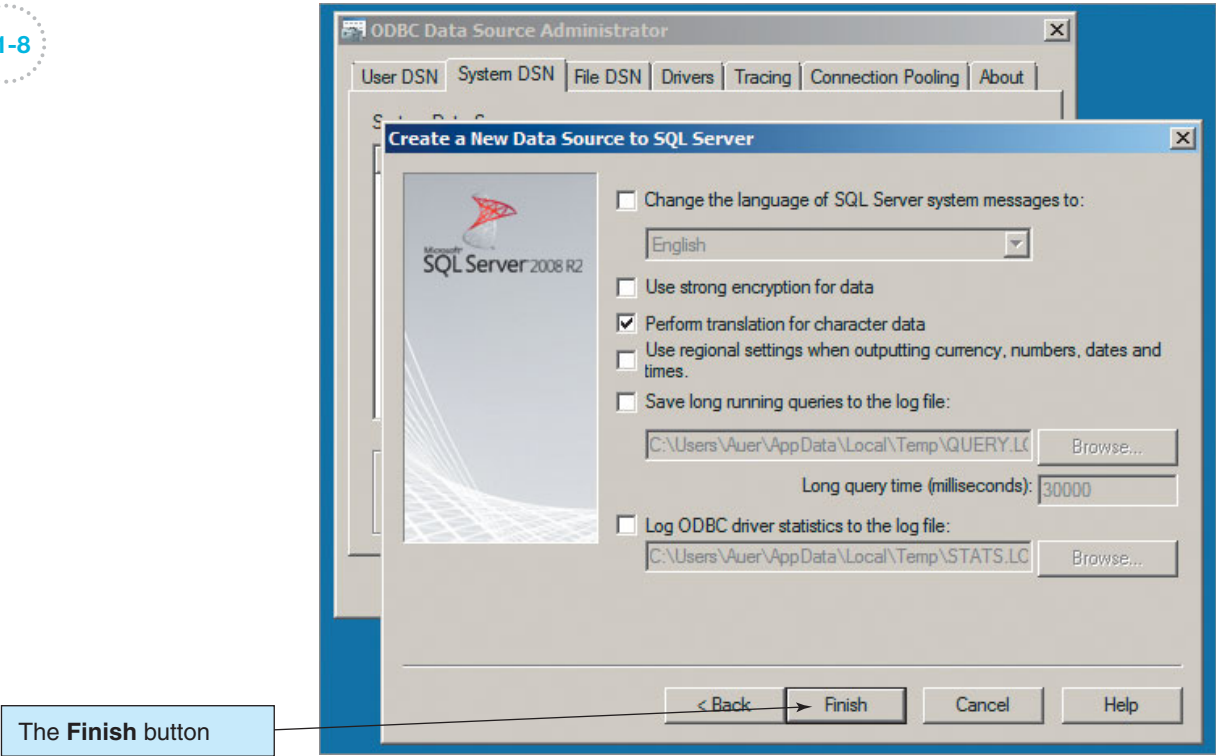 1-8
ODBC Data Source Administrator
User DSN System DSN File DSN Drivers Tracing Connection Pooling About
Create a New Data Source to SQL Server
Microsoft
SQL Server 2008 R2
Change the language of SQL Server system messages to:
English
Use strong encryption for data
Perform translation for character data
Use regional settings when outputting currency, numbers, dates and
times.
Save long running queries to the log file:
C:\Users\Auer\AppData\Local\Temp\QUERY.LO Browse...
Long query time (milliseconds): 30000
Log ODBC driver statistics to the log file:
C:\Users\Auer\AppData\Local\Temp\STATS.LO Browse...
< Back Finish Cancel Help
The Finish button